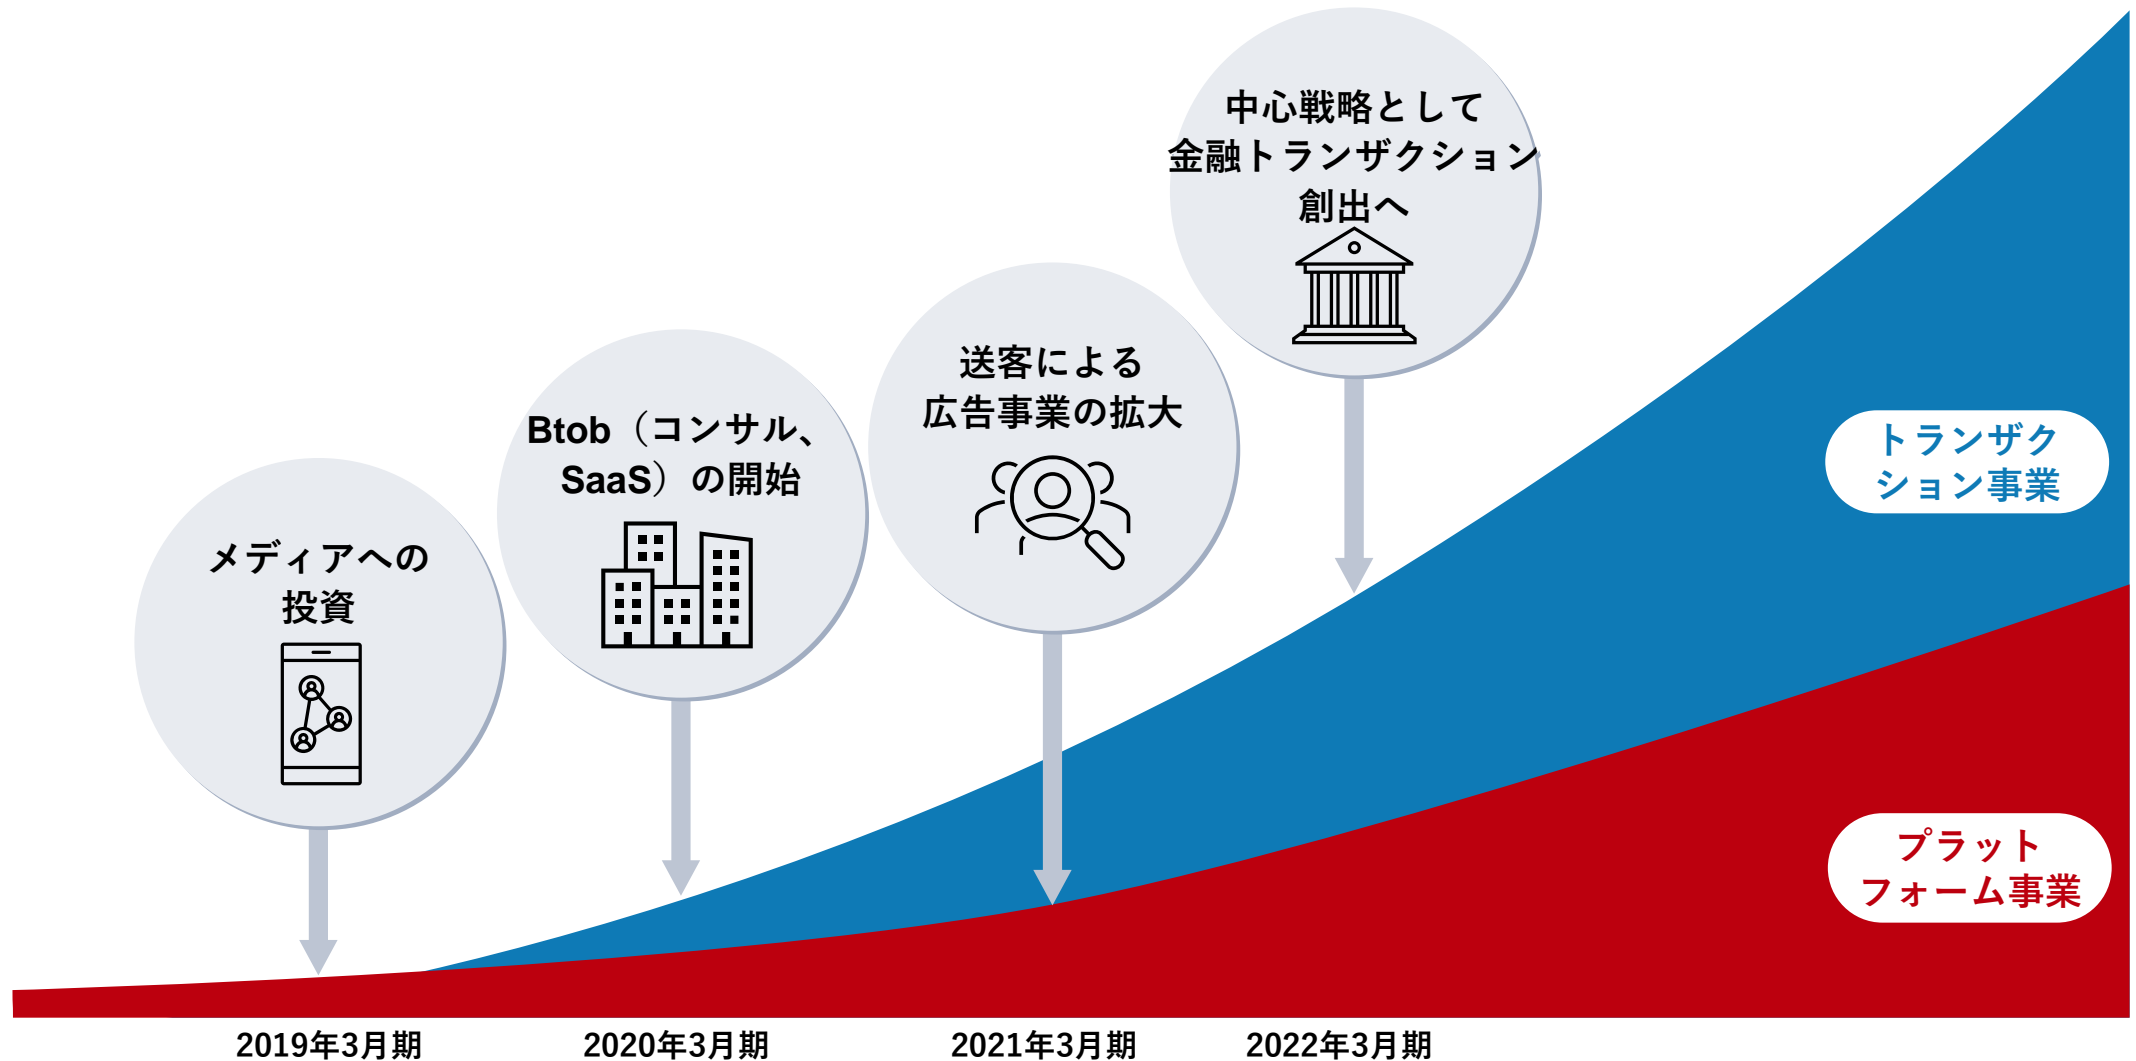 中心戦略として
金融トランザクション
創出へ
送客による
広告事業の拡大
Btob（コンサル、
SaaS）の開始
メディアへの
投資
トランザク
ション事業
プラット
フォーム事業
2019年3月期
2020年3月期
2021年3月期
2022年3月期